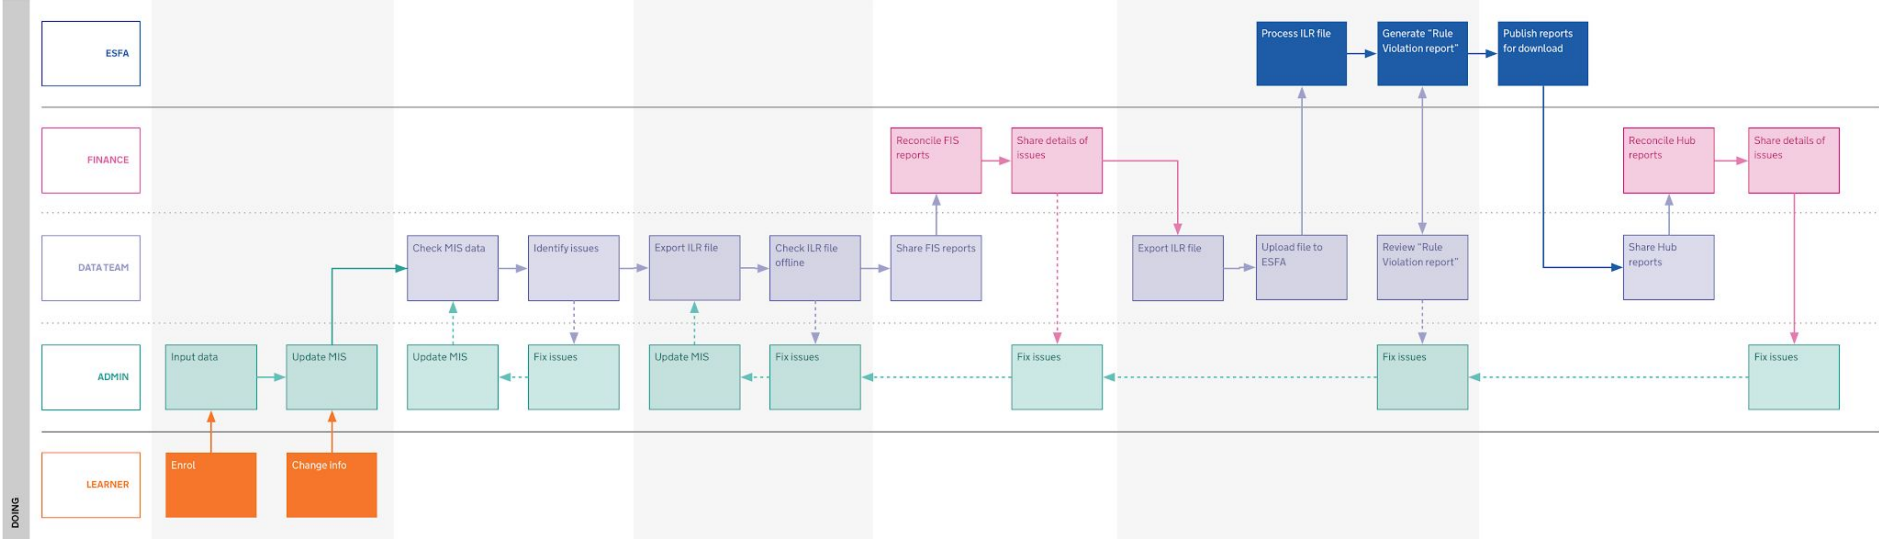 DOING
ESFA
Process ILR file
Generate “Rule
Violation report”
Publish reports
for download
FINANCE
Reconcile FIS
reports
Share details of
issues
Reconcile Hub
reports
Share details of
issues
DATA TEAM
Check MIS data
Identify issues
Export ILR file
Check ILR file
offline
Share FIS reports
Export ILR file
Upload file to
ESFA
Review “Rule
Violation report”
Share Hub
reports
ADMIN
Input data
Update MIS
Update MIS
Fix issues
Update MIS
Fix issues
Fix issues
Fix issues
Fix issues
LEARNER
Enrol
Change info